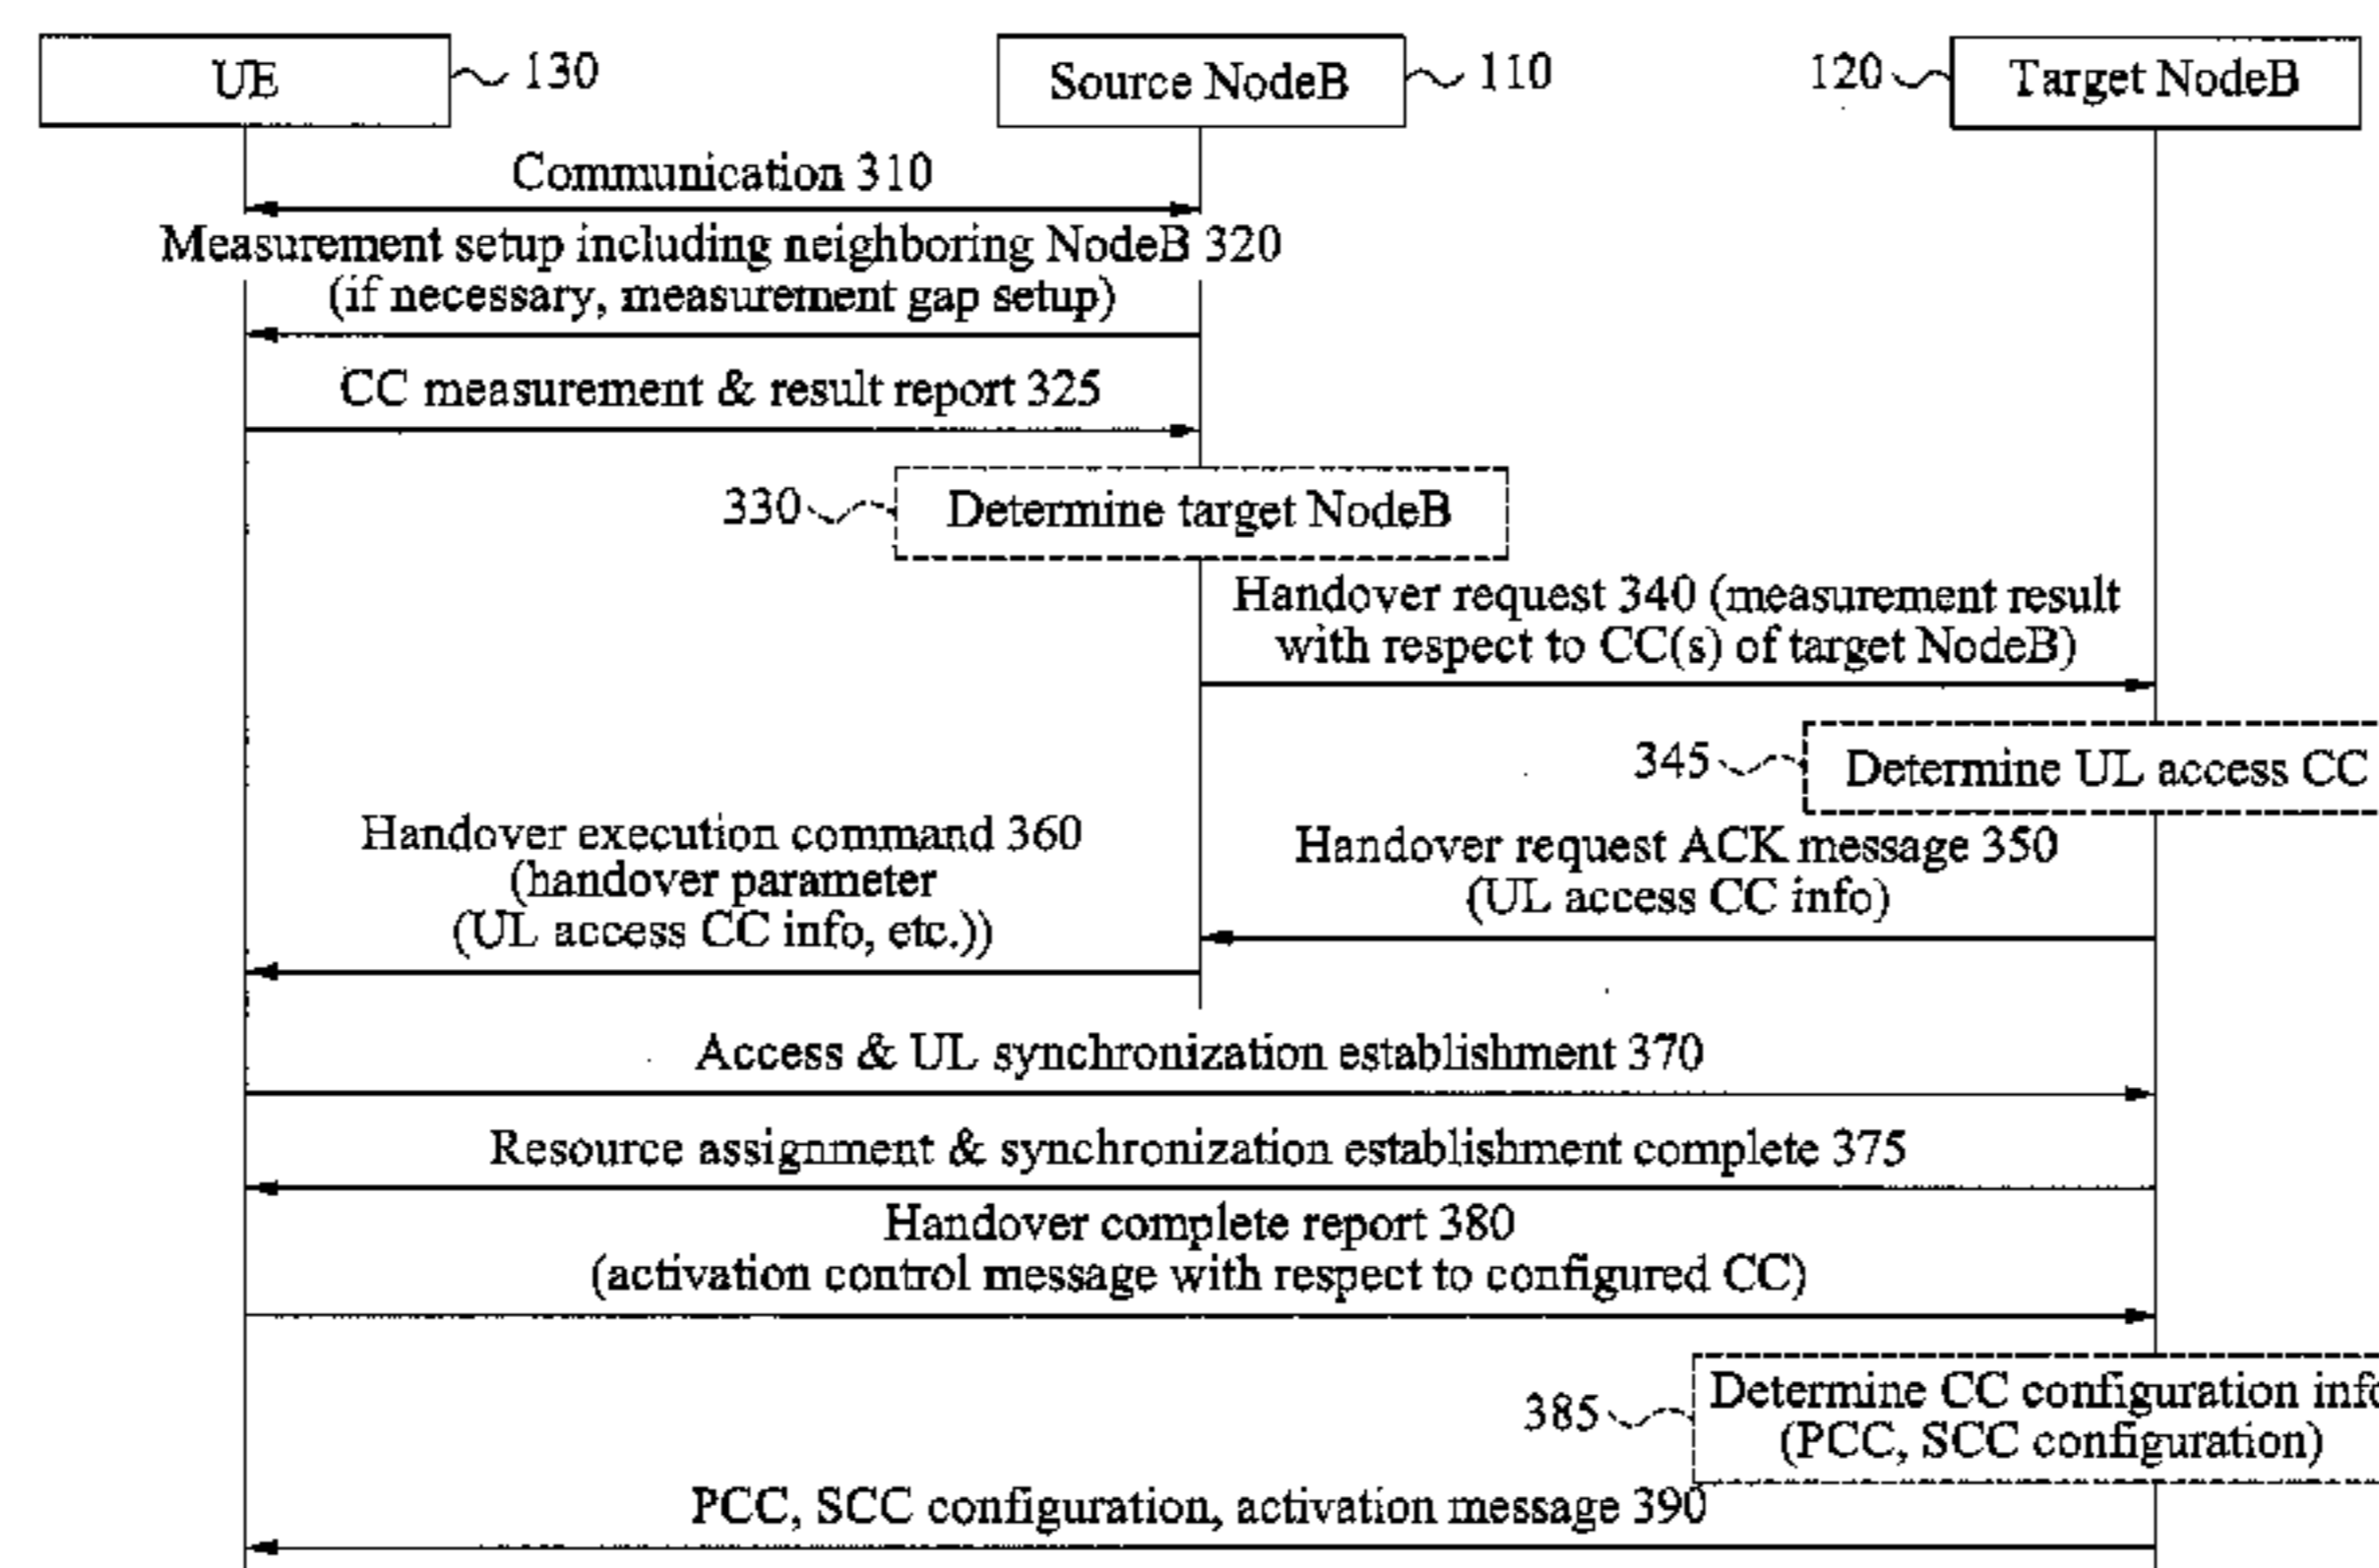 UE
130
Source NodeB
110
120
Target NodeB
Communication 310
Measurement setup including neighboring NodeB 320
(if necessary, measurement gap setup)
CC measurement & result report 325
330
Determine target NodeB
Handover request 340 (measurement result
with respect to CC(s) of target NodeB)
345
Determine UL access CC
Handover execution command 360
(handover parameter
(UL access CC info, etc.))
Handover request ACK message 350
(UL access CC info)
Access & UL synchronization establishment 370
Resource assignment & synchronization establishment complete 375
Handover complete report 380
(activation control message with respect to configured CC)
385
Determine CC configuration info
(PCC, SCC configuration)
PCC, SCC configuration, activation message 390